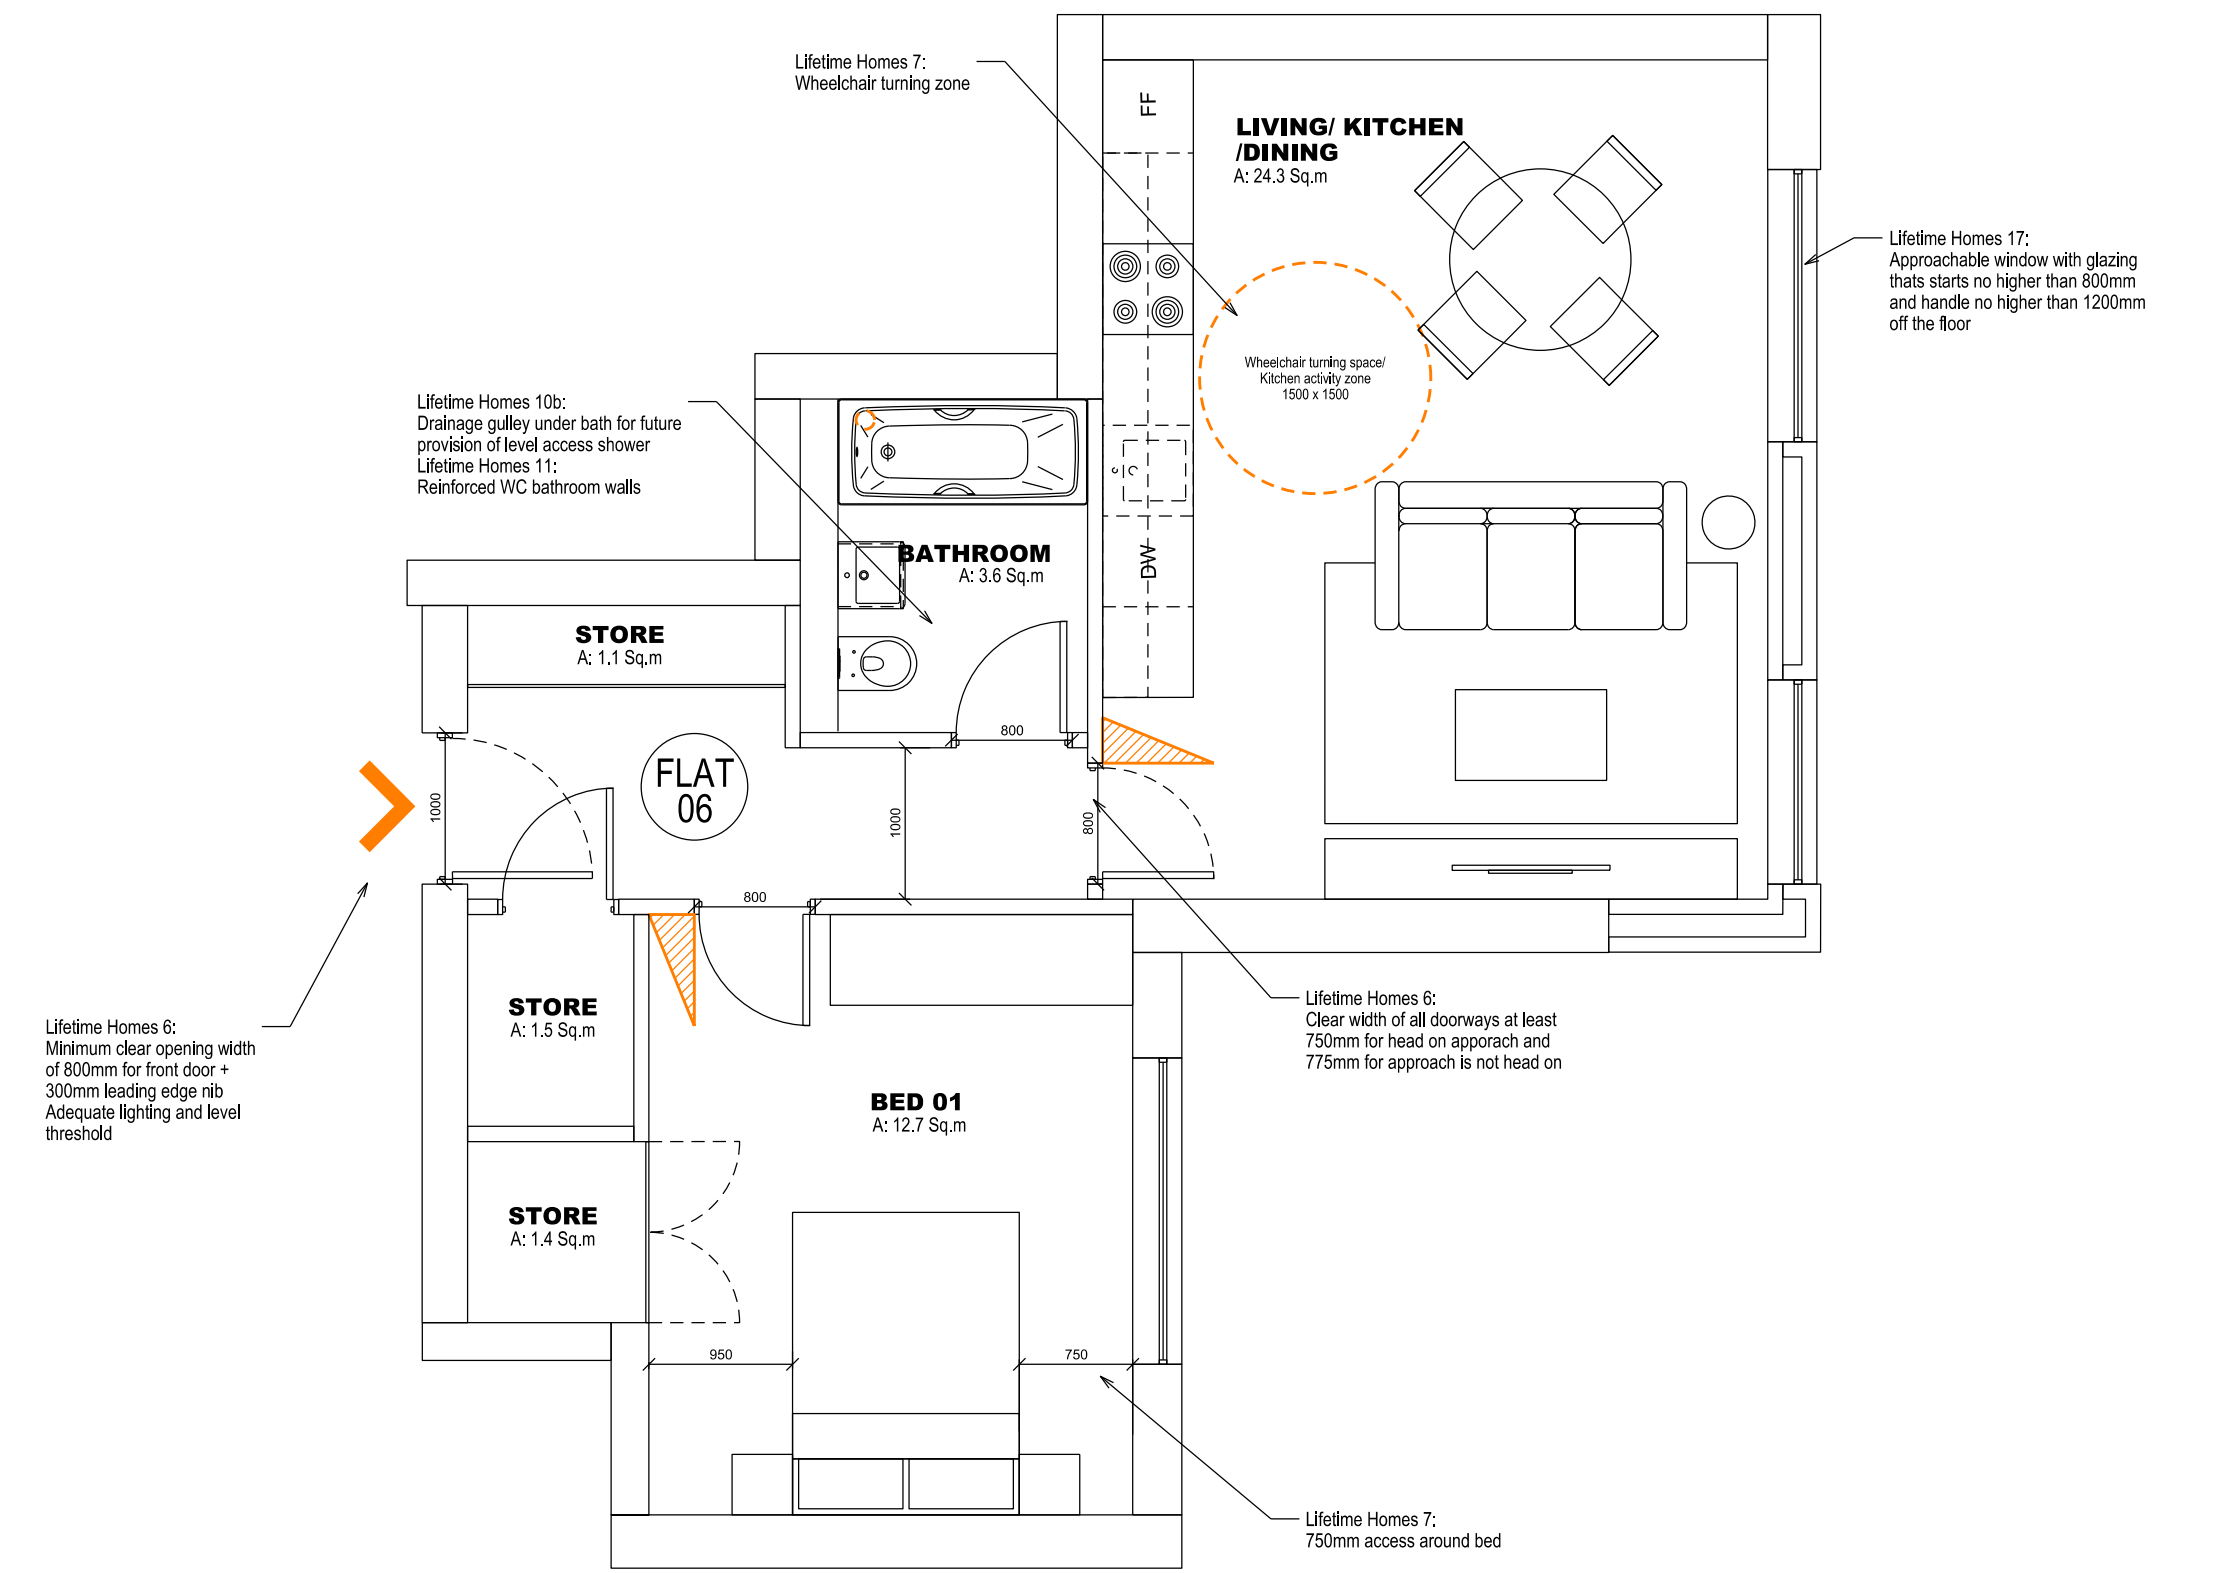 Lifetime Homes 7:
Wheelchair turning zone
FF
LIVING/ KITCHEN
/DINING
A: 24.3 Sq.m
Lifetime Homes 17:
Approachable window with glazing
thats starts no higher than 800mm
and handle no higher than 1200mm
off the floor
Wheelchair turning space/
Kitchen activity zone
1500 x 1500
Lifetime Homes 10b:
Drainage gulley under bath for future
provision of level access shower
Lifetime Homes 11:
Reinforced WC bathroom walls
BATHROOM
A: 3.6 Sq.m
DW
STORE
A: 1.1 Sq.m
800
FLAT
06
1000
1000
800
800
STORE
A: 1.5 Sq.m
Lifetime Homes 6:
Minimum clear opening width
of 800mm for front door +
300mm leading edge nib
Adequate lighting and level
threshold
Lifetime Homes 6:
Clear width of all doorways at least
750mm for head on apporach and
775mm for approach is not head on
BED 01
A: 12.7 Sq.m
STORE
A: 1.4 Sq.m
950
750
Lifetime Homes 7:
750mm access around bed